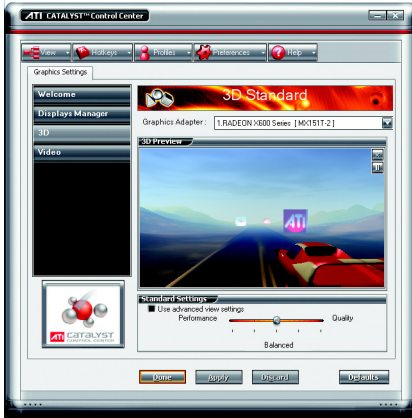 ATI CATALYST™ Control Center
View Hotkeys Profiles Preferences Help
Graphics Settings
Welcome
Displays Manager
3D
Video
3D Standard
Graphics Adapter : 1.RADEON X600 Series [ MX151T-2 ]
3D Preview
ATI
Standard Settings
Use advanced view settings
Performance Quality
Balanced
ATI CATALYST
CONTROL CENTER
Done Apply Discard Defaults